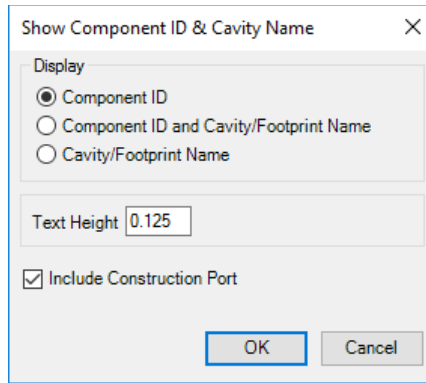 Show Component ID & Cavity Name
Display
Component ID
Component ID and Cavity/Footprint Name
Cavity/Footprint Name
Text Height 0.125
Include Construction Port
OK Cancel